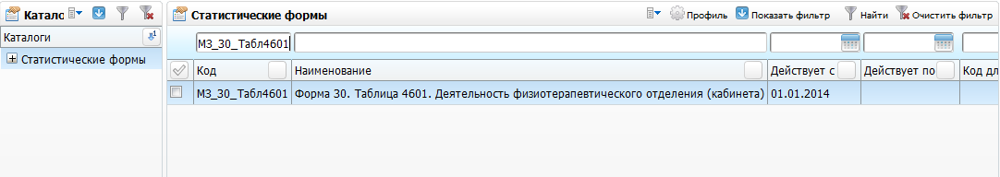 Катало
Каталоги
Статистические формы
Статистические формы Профиль Показать фильтр Найти Очистить фильтр
МЗ_30_Табл4601
Код Наименование Действует с Действует по Код дл
МЗ_30_Табл4601 Форма 30. Таблица 4601. Деятельность физиотерапевтического отделения (кабинета) 01.01.2014